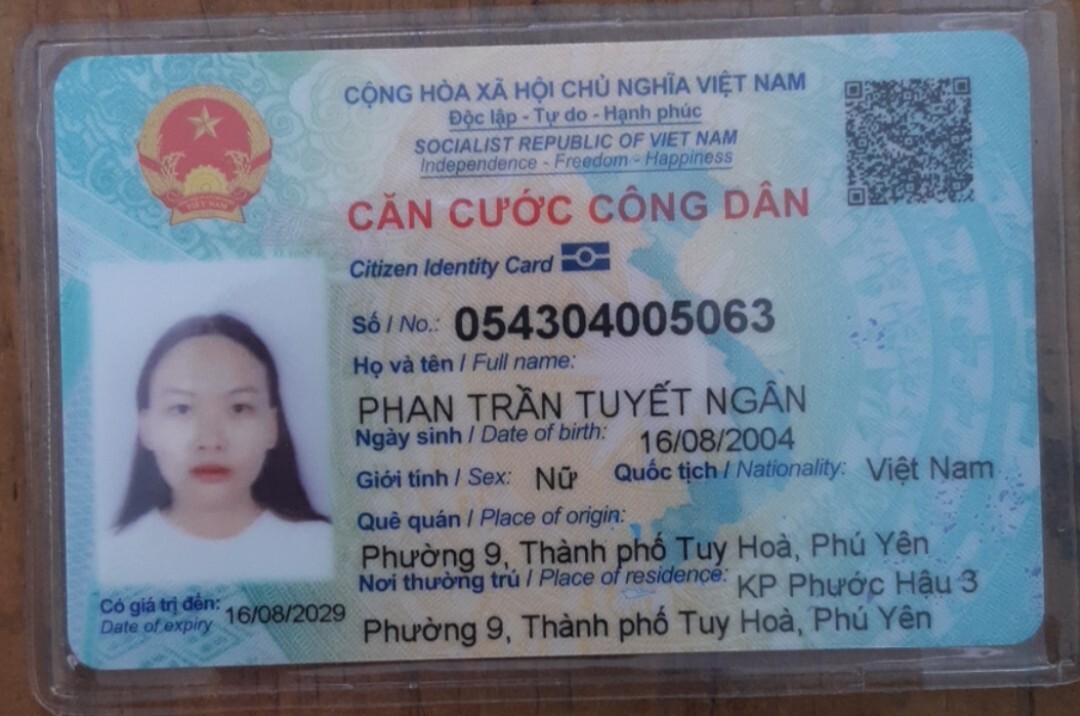 CỘNG HÒA XÃ HỘI CHỦ NGHĨA VIỆT NAM
Độc lập - Tự do - Hạnh phúc
SOCIALIST REPUBLIC OF VIET NAM
Independence - Freedom - Happiness
CĂN CƯỚC CÔNG DÂN
Citizen Identity Card
Số / No.: 054304005063
Họ và tên / Full name:
PHAN TRẦN TUYẾT NGÂN
Ngày sinh / Date of birth: 16/08/2004
Giới tính / Sex: Nữ Quốc tịch / Nationality: Việt Nam
Quê quán / Place of origin:
Phường 9, Thành phố Tuy Hoà, Phú Yên
Nơi thường trú / Place of residence: KP Phước Hậu 3
Phường 9, Thành phố Tuy Hoà, Phú Yên
Có giá trị đến: 16/08/2029
Date of expiry
VIỆT NAM